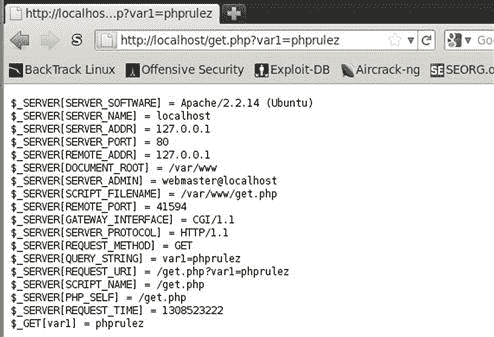 http://localhos...p?var1=phprulez
http://localhost/get.php?var1=phprulez
Go
BackTrack Linux Offensive Security Exploit-DB Aircrack-ng SEORG.o
$_SERVER[SERVER_SOFTWARE] = Apache/2.2.14 (Ubuntu)
$_SERVER[SERVER_NAME] = localhost
$_SERVER[SERVER_ADDR] = 127.0.0.1
$_SERVER[SERVER_PORT] = 80
$_SERVER[REMOTE_ADDR] = 127.0.0.1
$_SERVER[DOCUMENT_ROOT] = /var/www
$_SERVER[SERVER_ADMIN] = webmaster@localhost
$_SERVER[SCRIPT_FILENAME] = /var/www/get.php
$_SERVER[REMOTE_PORT] = 41594
$_SERVER[GATEWAY_INTERFACE] = CGI/1.1
$_SERVER[SERVER_PROTOCOL] = HTTP/1.1
$_SERVER[REQUEST_METHOD] = GET
$_SERVER[QUERY_STRING] = var1=phprulez
$_SERVER[REQUEST_URI] = /get.php?var1=phprulez
$_SERVER[SCRIPT_NAME] = /get.php
$_SERVER[PHP_SELF] = /get.php
$_SERVER[REQUEST_TIME] = 1308523222
$_GET[var1] = phprulez